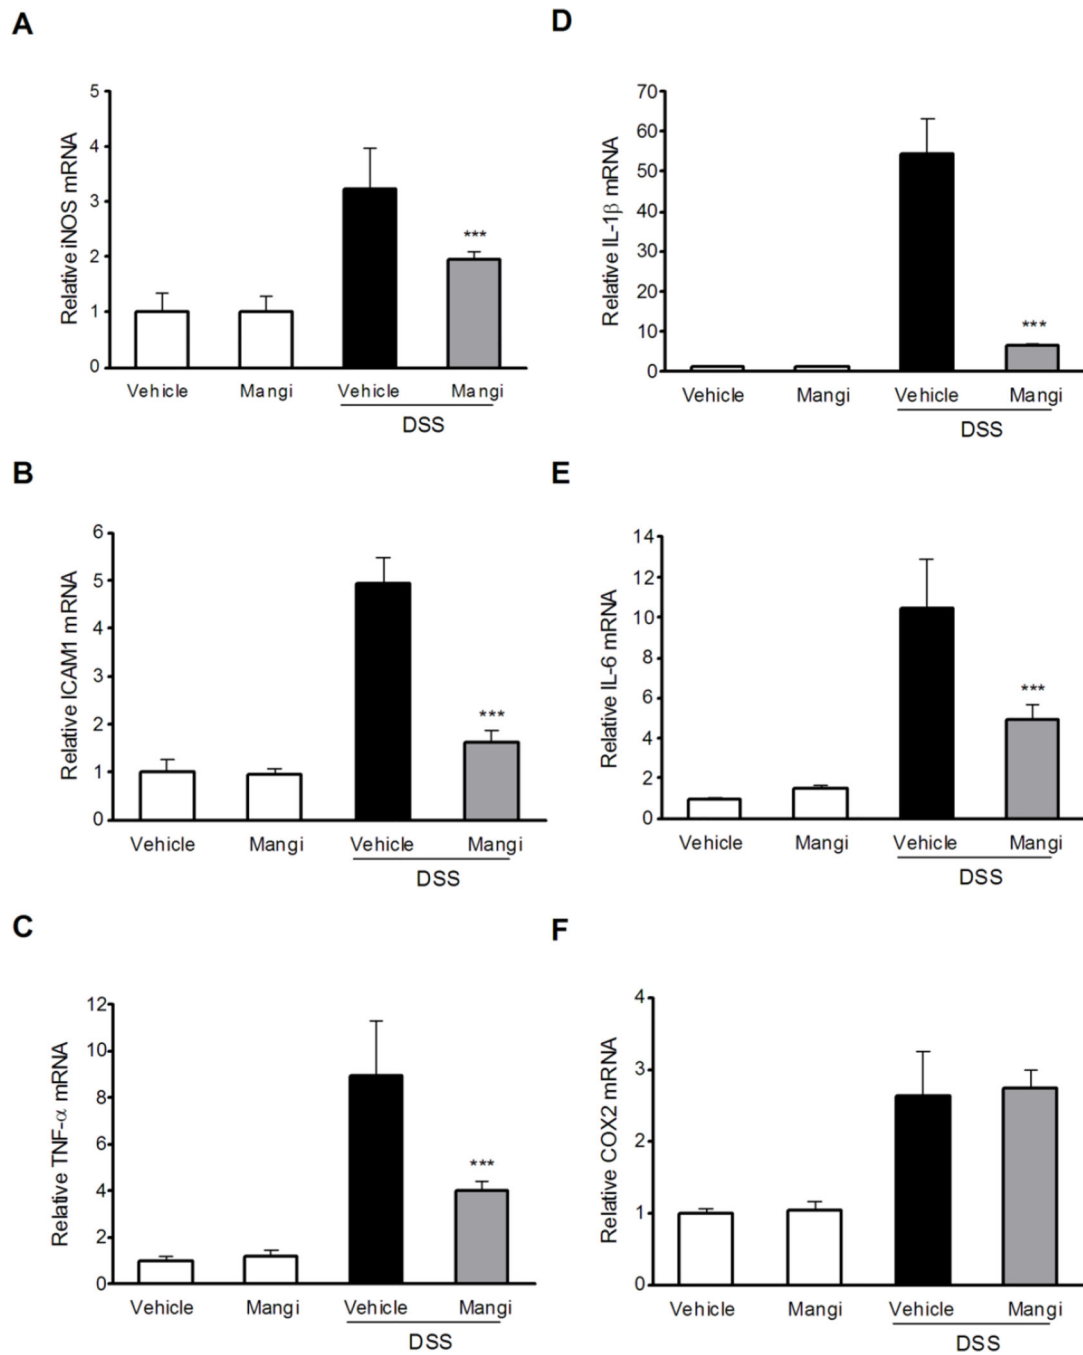 A
Relative iNOS mRNA
5
4
3
2
1
0
***
Vehicle Mangi Vehicle Mangi
DSS
B
Relative ICAM1 mRNA
6
5
4
3
2
1
0
***
Vehicle Mangi Vehicle Mangi
DSS
C
Relative TNF-α mRNA
12
10
8
6
4
2
0
***
Vehicle Mangi Vehicle Mangi
DSS
D
Relative IL-1β mRNA
70
60
50
40
30
20
10
0
***
Vehicle Mangi Vehicle Mangi
DSS
E
Relative IL-6 mRNA
14
12
10
8
6
4
2
0
***
Vehicle Mangi Vehicle Mangi
DSS
F
Relative COX2 mRNA
4
3
2
1
0
Vehicle Mangi Vehicle Mangi
DSS